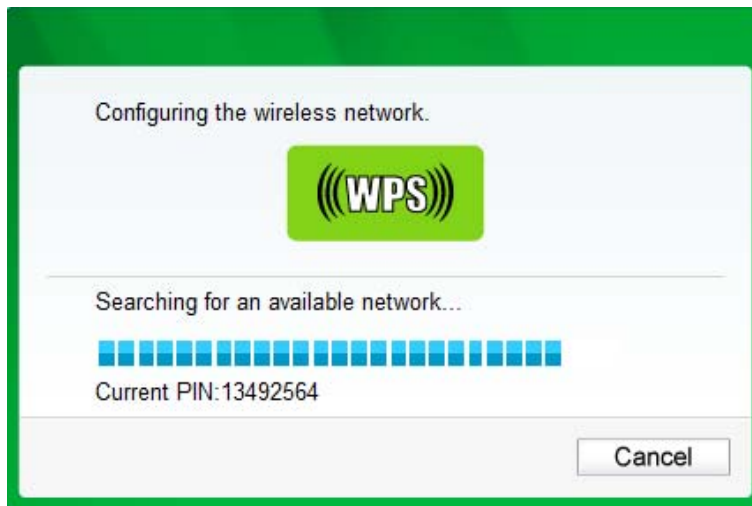 Configuring the wireless network.
WPS
Searching for an available network...
Current PIN:13492564
Cancel